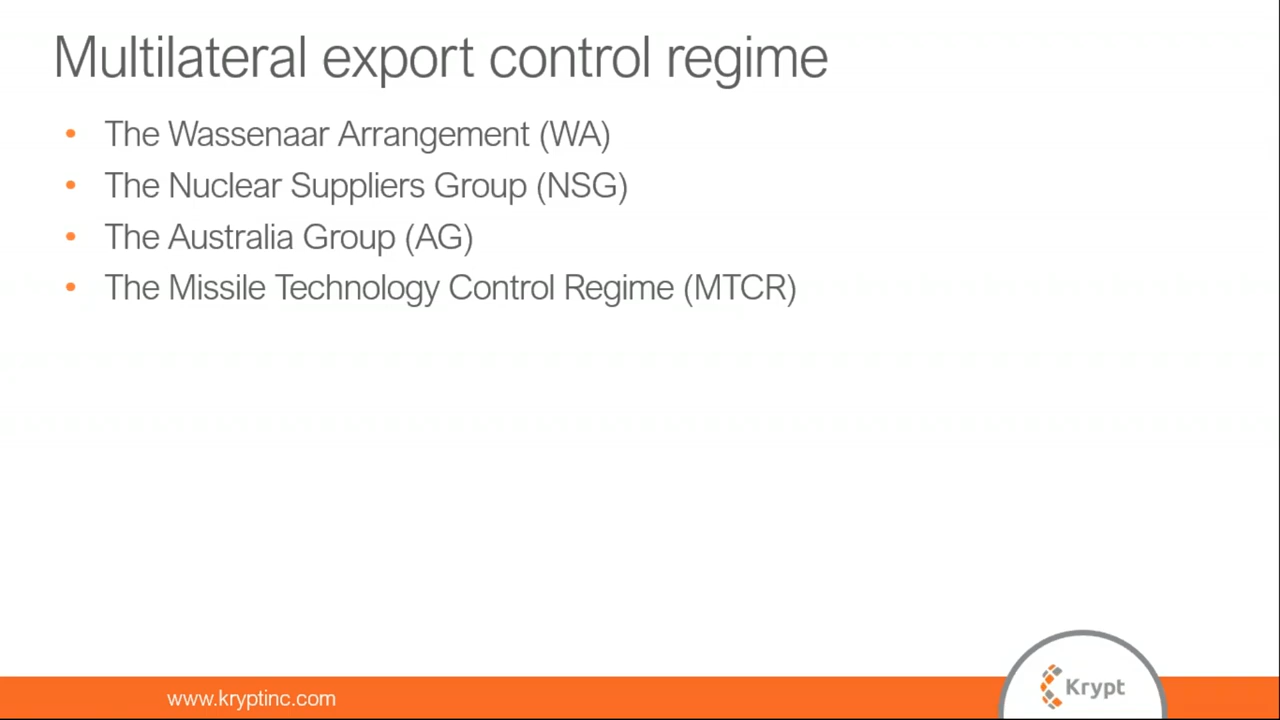 Multilateral export control regime
• The Wassenaar Arrangement (WA)
• The Nuclear Suppliers Group (NSG)
• The Australia Group (AG)
• The Missile Technology Control Regime (MTCR)
www.kryptinc.com
Krypt